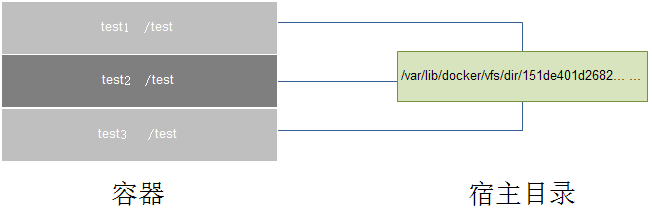 test1 /test
test2 /test
test3 /test
/var/lib/docker/vfs/dir/151de401d2682... ...
容器
宿主目录